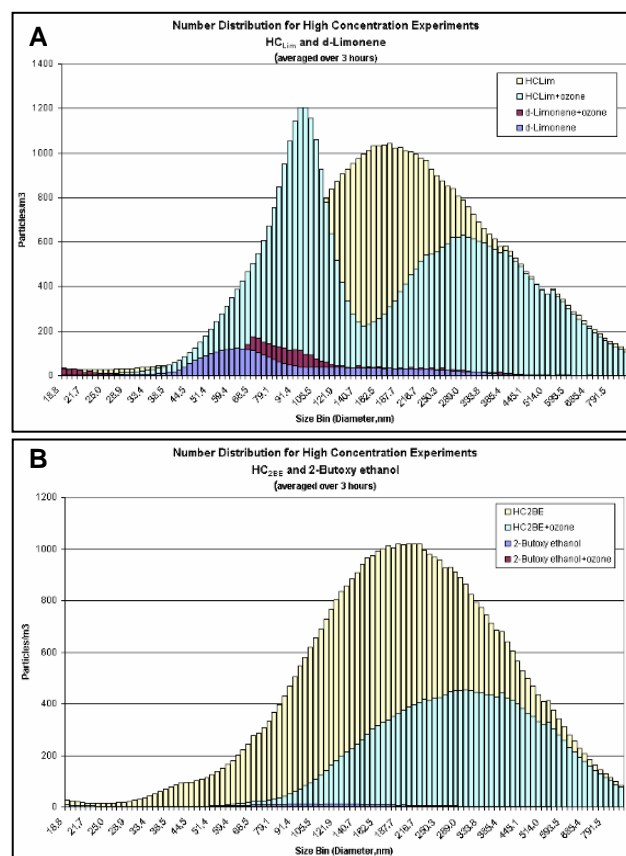 A
Number Distribution for High Concentration Experiments
HCLim and d-Limonene
(averaged over 3 hours)
HCLim
HCLim+ozone
d-Limonene+ozone
d-Limonene
Particles/m3
1400
1200
1000
800
600
400
200
0
18.8 21.7 25.0 28.9 33.4 38.5 44.5 51.4 59.4 68.5 79.1 91.4 105.5 121.9 140.7 162.5 187.7 216.7 250.3 289.0 333.8 385.4 445.1 514.0 593.5 685.4 791.5
Size Bin (Diameter,nm)
B
Number Distribution for High Concentration Experiments
HC2BE and 2-Butoxy ethanol
(averaged over 3 hours)
HC2BE
HC2BE+ozone
2-Butoxy ethanol
2-Butoxy ethanol+ozone
Particles/m3
1200
1000
800
600
400
200
0
18.8 21.7 25.0 28.9 33.4 38.5 44.5 51.4 59.4 68.5 79.1 91.4 105.5 121.9 140.7 162.5 187.7 216.7 250.3 289.0 333.8 385.4 445.1 514.0 593.5 685.4 791.5
Size Bin (Diameter,nm)